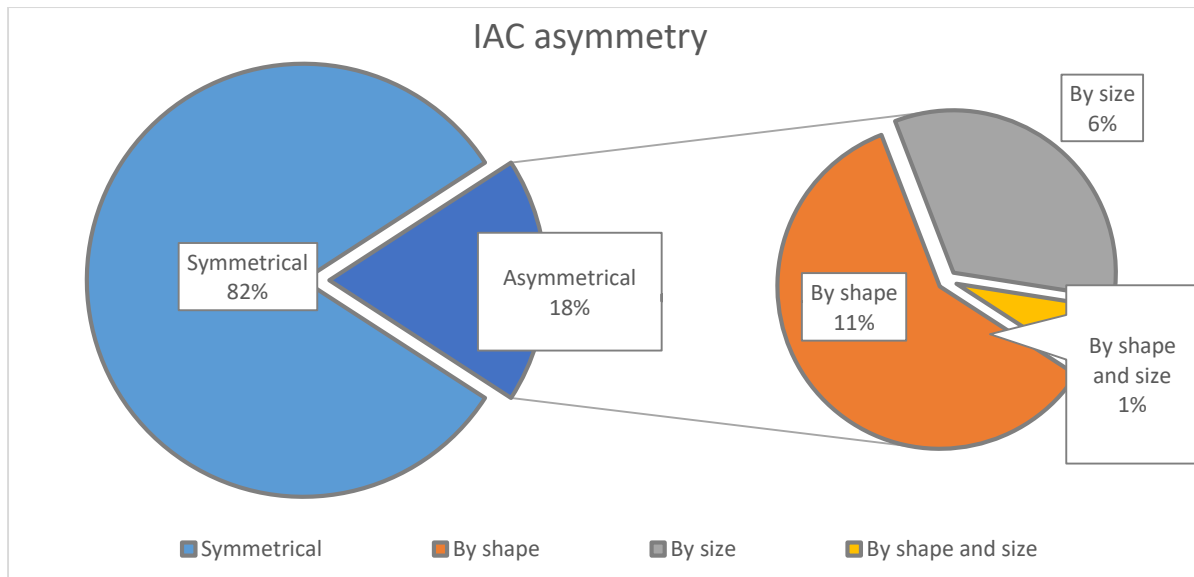 IAC asymmetry
By size
6%
Symmetrical
82%
Asymmetrical
18%
By shape
11%
By shape
and size
1%
Symmetrical
By shape
By size
By shape and size